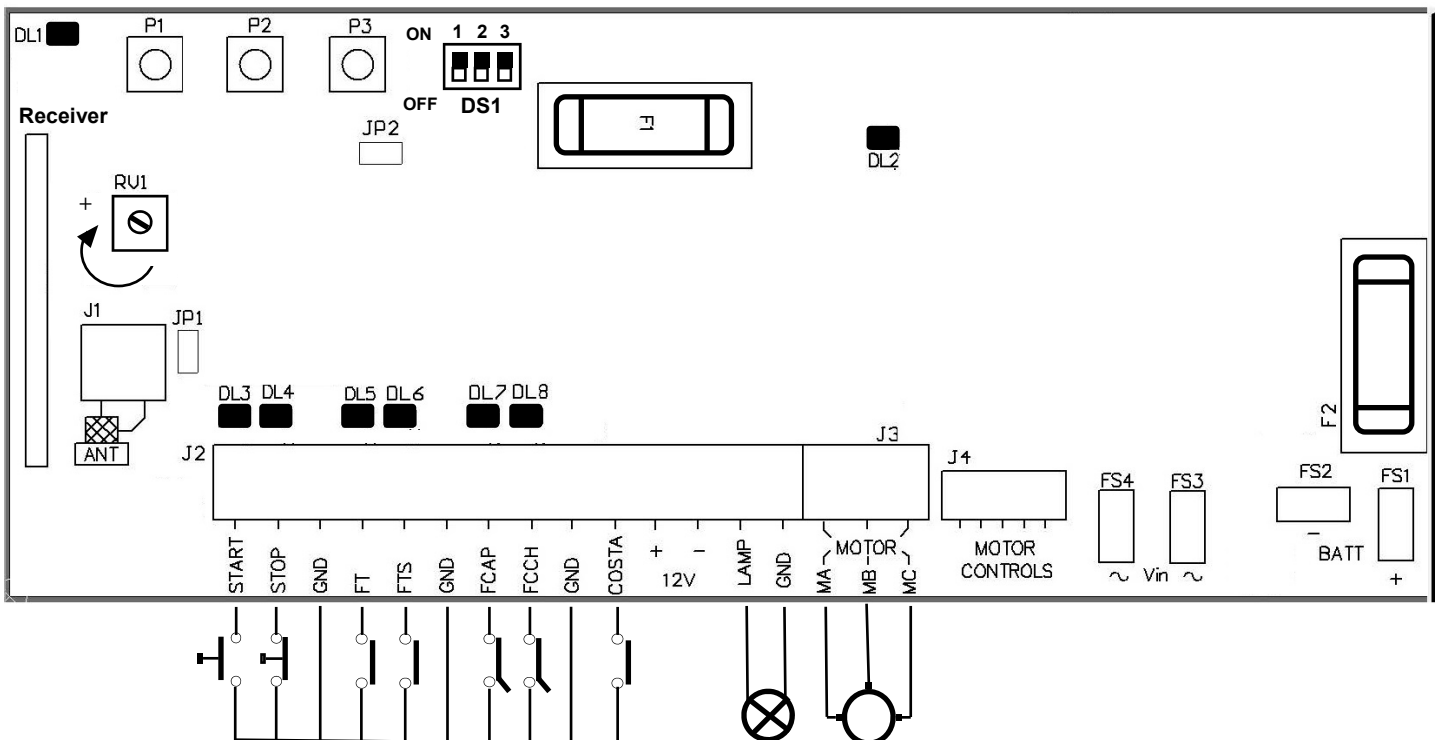 DL1
P1 P2 P3
ON 1 2 3
OFF DS1
Receiver
JP2
F1
DL2
RV1
+
J1
JP1
DL3 DL4 DL5 DL6 DL7 DL8
ANT
J2
J3
J4
F2
FS4 FS3
FS2 FS1
START
STOP
GND
FT
FTS
GND
FCAP
FCCH
GND
COSTA
+ -
12V
LAMP
GND
MOTOR
MA
MB
MC
MOTOR
CONTROLS
~ Vin ~
-
BATT
+